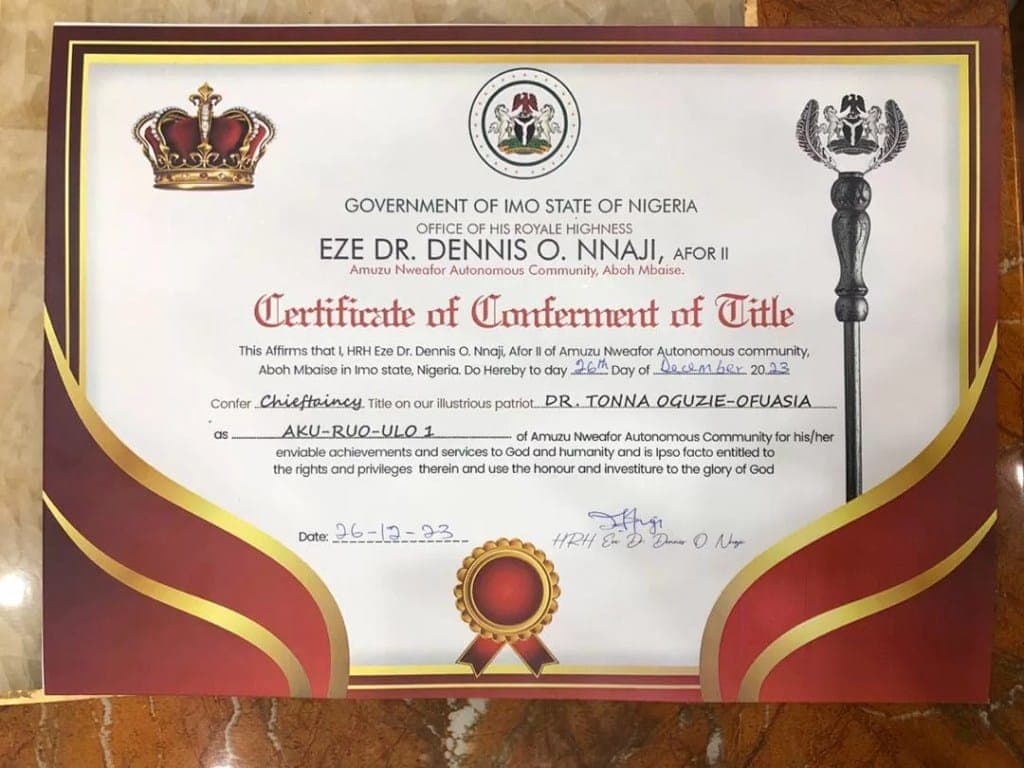 GOVERNMENT OF IMO STATE OF NIGERIA
OFFICE OF HIS ROYALE HIGHNESS
EZE DR. DENNIS O. NNAJI, AFOR II
Amuzu Nweafor Autonomous Community, Aboh Mbaise.
Certificate of Conferment of Title
This Affirms that I, HRH Eze Dr. Dennis O. Nnaji, Afor II of Amuzu Nweafor Autonomous community,
Aboh Mbaise in Imo state, Nigeria. Do Hereby to day 26th Day of December 2023
Confer Chieftaincy Title on our illustrious patriot DR. TONNA OGUZIE-OFUASIA
as AKU-RUO-ULO 1 of Amuzu Nweafor Autonomous Community for his/her
enviable achievements and services to God and humanity and is Ipso facto entitled to
the rights and privileges therein and use the honour and investiture to the glory of God
Date: 26-12-23
HRH Eze Dr Dennis O